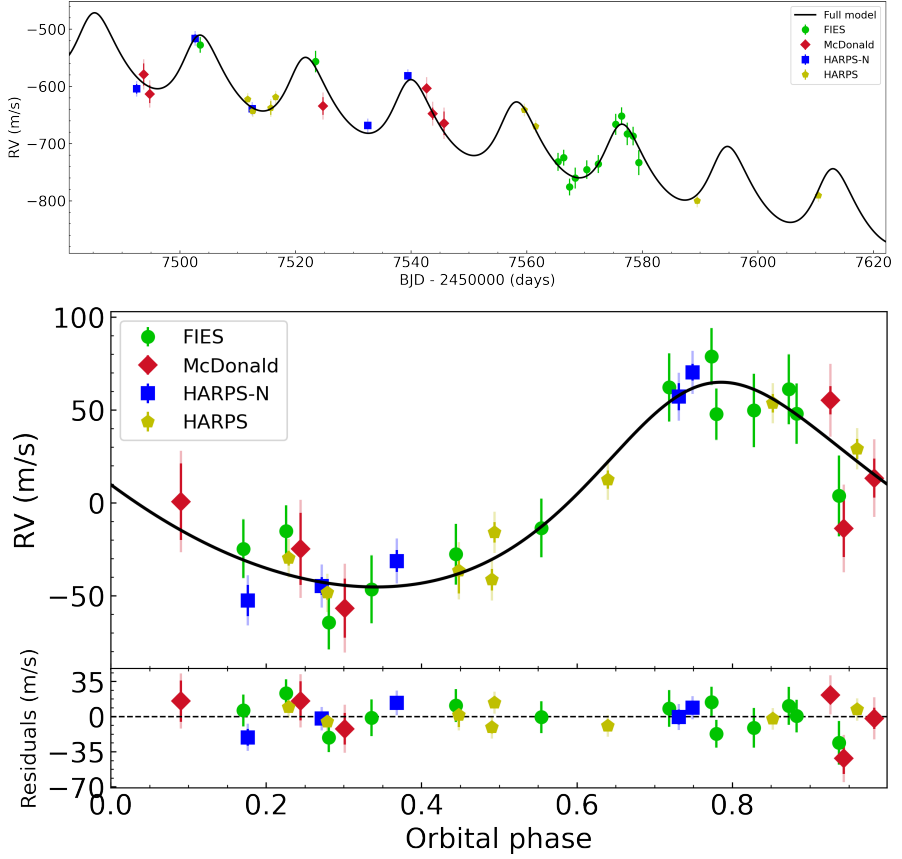 −500
−600
−700
−800
RV (m/s)
Full model
FIES
McDonald
HARPS-N
HARPS
7500 7520 7540 7560 7580 7600 7620
BJD - 2450000 (days)
100
50
0
−50
RV (m/s)
FIES
McDonald
HARPS-N
HARPS
35
0
−35
−70
Residuals (m/s)
0.0 0.2 0.4 0.6 0.8
Orbital phase